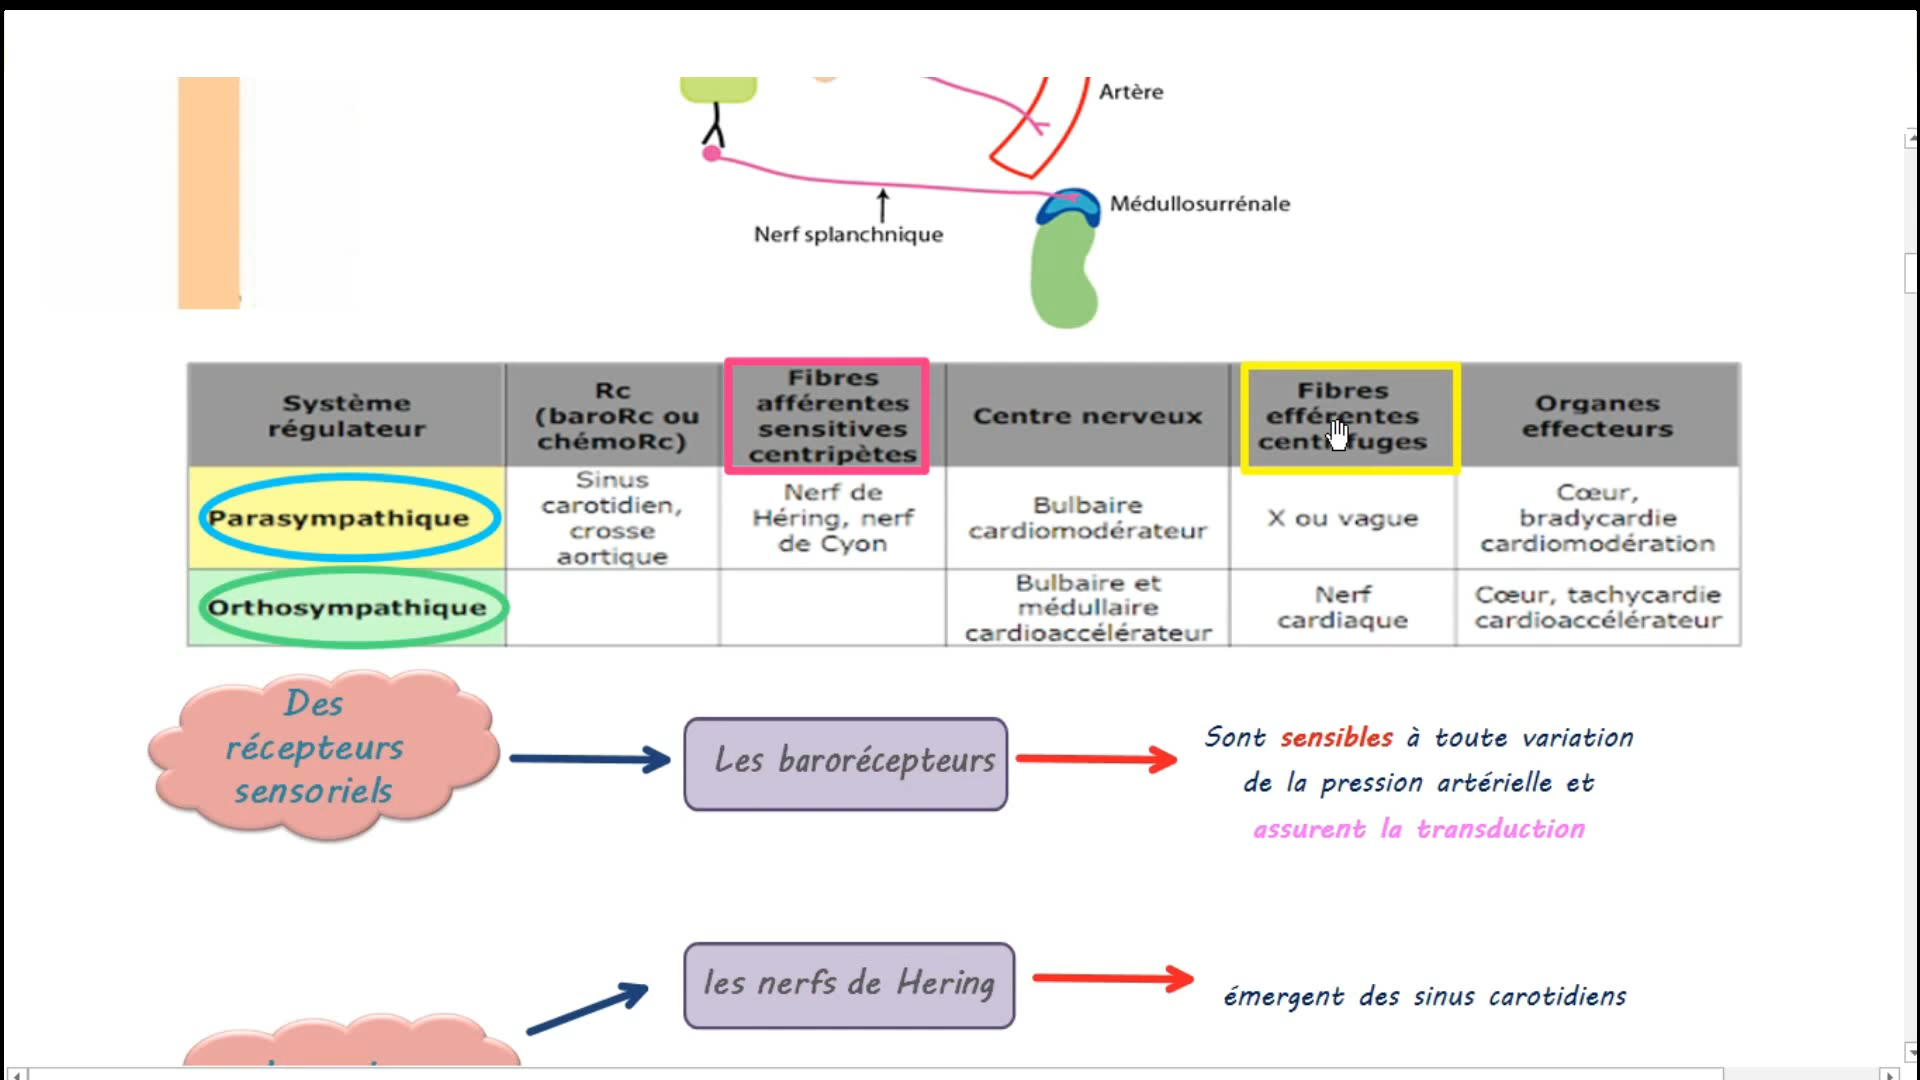 Artère
Médullosurrénale
Nerf splanchnique
Système
régulateur
Rc
(baroRc ou
chémoRc)
Fibres
afférentes
sensitives
centripètes
Centre nerveux
Fibres
efférentes
centrifuges
Organes
effecteurs
Parasympathique
Sinus
carotidien,
crosse
aortique
Nerf de
Héring, nerf
de Cyon
Bulbaire
cardiomodérateur
X ou vague
Cœur,
bradycardie
cardiomodération
Orthosympathique
Bulbaire et
médullaire
cardioaccélérateur
Nerf
cardiaque
Cœur, tachycardie
cardioaccélérateur
Des
récepteurs
sensoriels
Les barorécepteurs
Sont sensibles à toute variation
de la pression artérielle et
assurent la transduction
les nerfs de Hering
émergent des sinus carotidiens